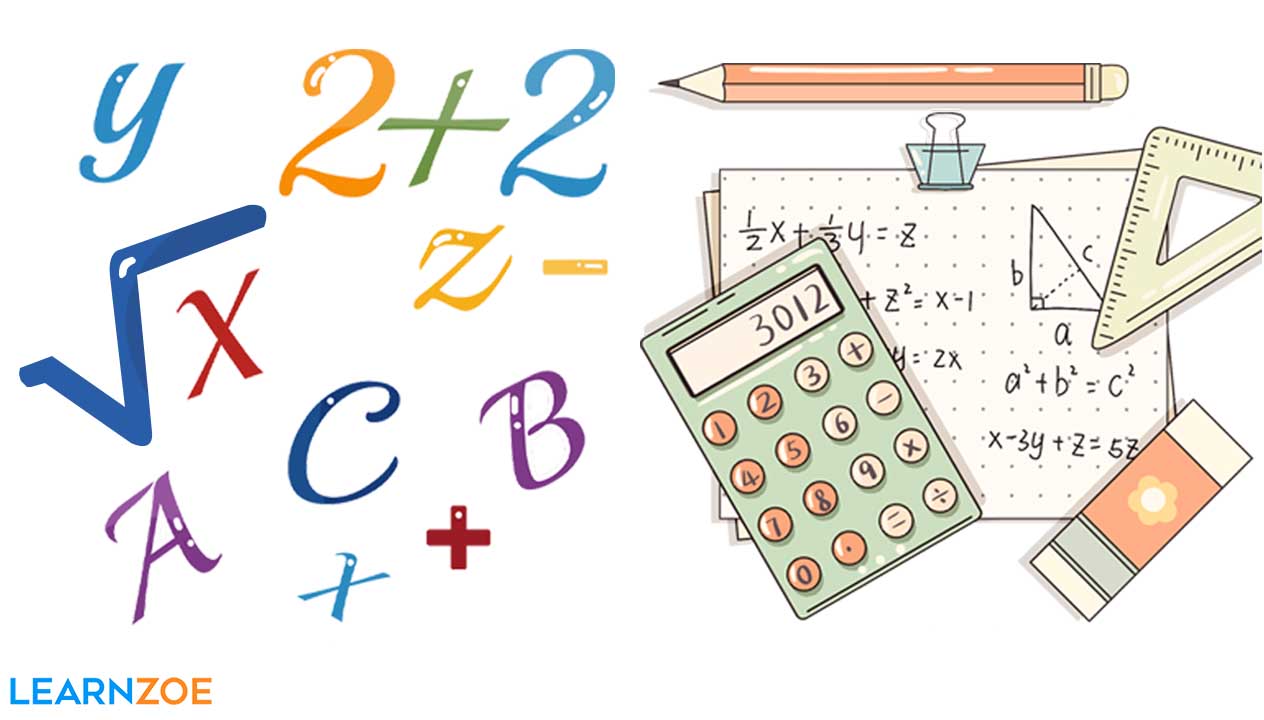 y 2+2
z −
√x
C B
A +
+
½x + ⅓y = z
+ z² = x-1
y = 2x
b c
a
a² + b² = c²
x-3y+z=5z
3012
1 2 3 +
4 5 6 −
7 8 9 ×
0 . = ÷
LEARNZOE